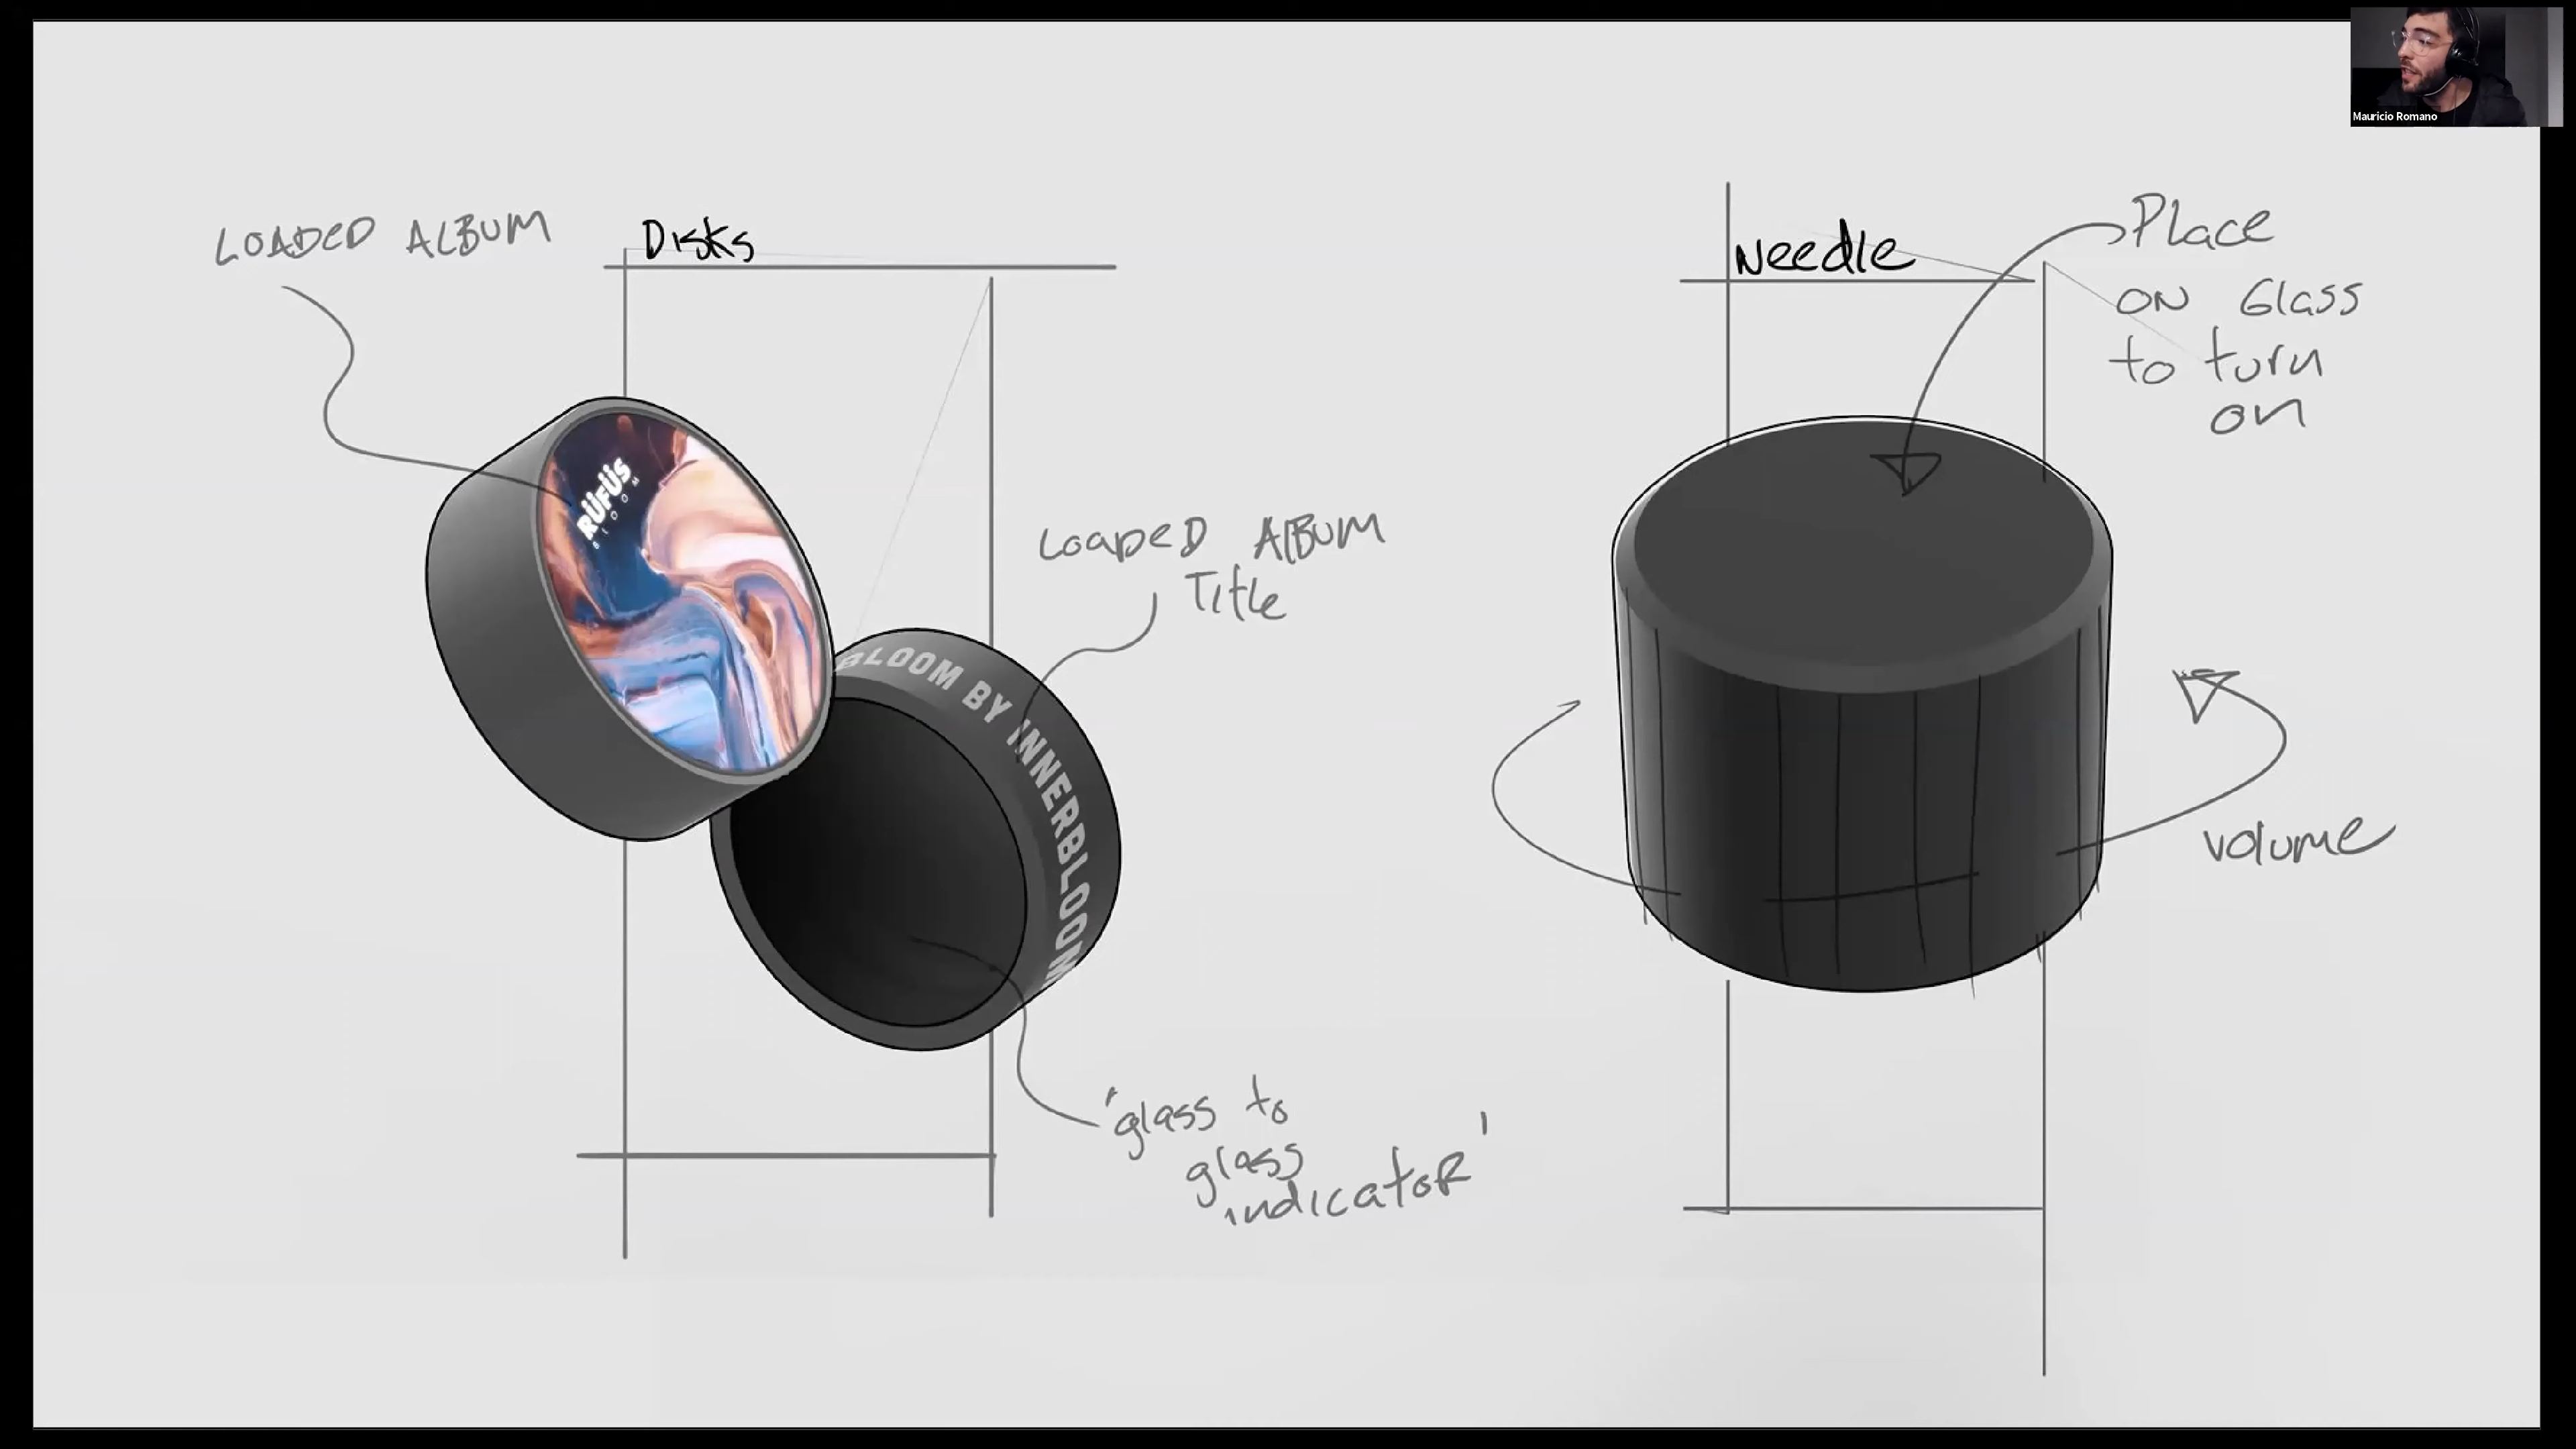 Mauricio Romano
LOADED ALBUM
Disks
RÜFÜS
BLOOM
LOADED ALBUM
Title
BLOOM BY INNERBLOOM
'glass to
glass
indicator'
Needle
Place
ON Glass
to turn
on
volume